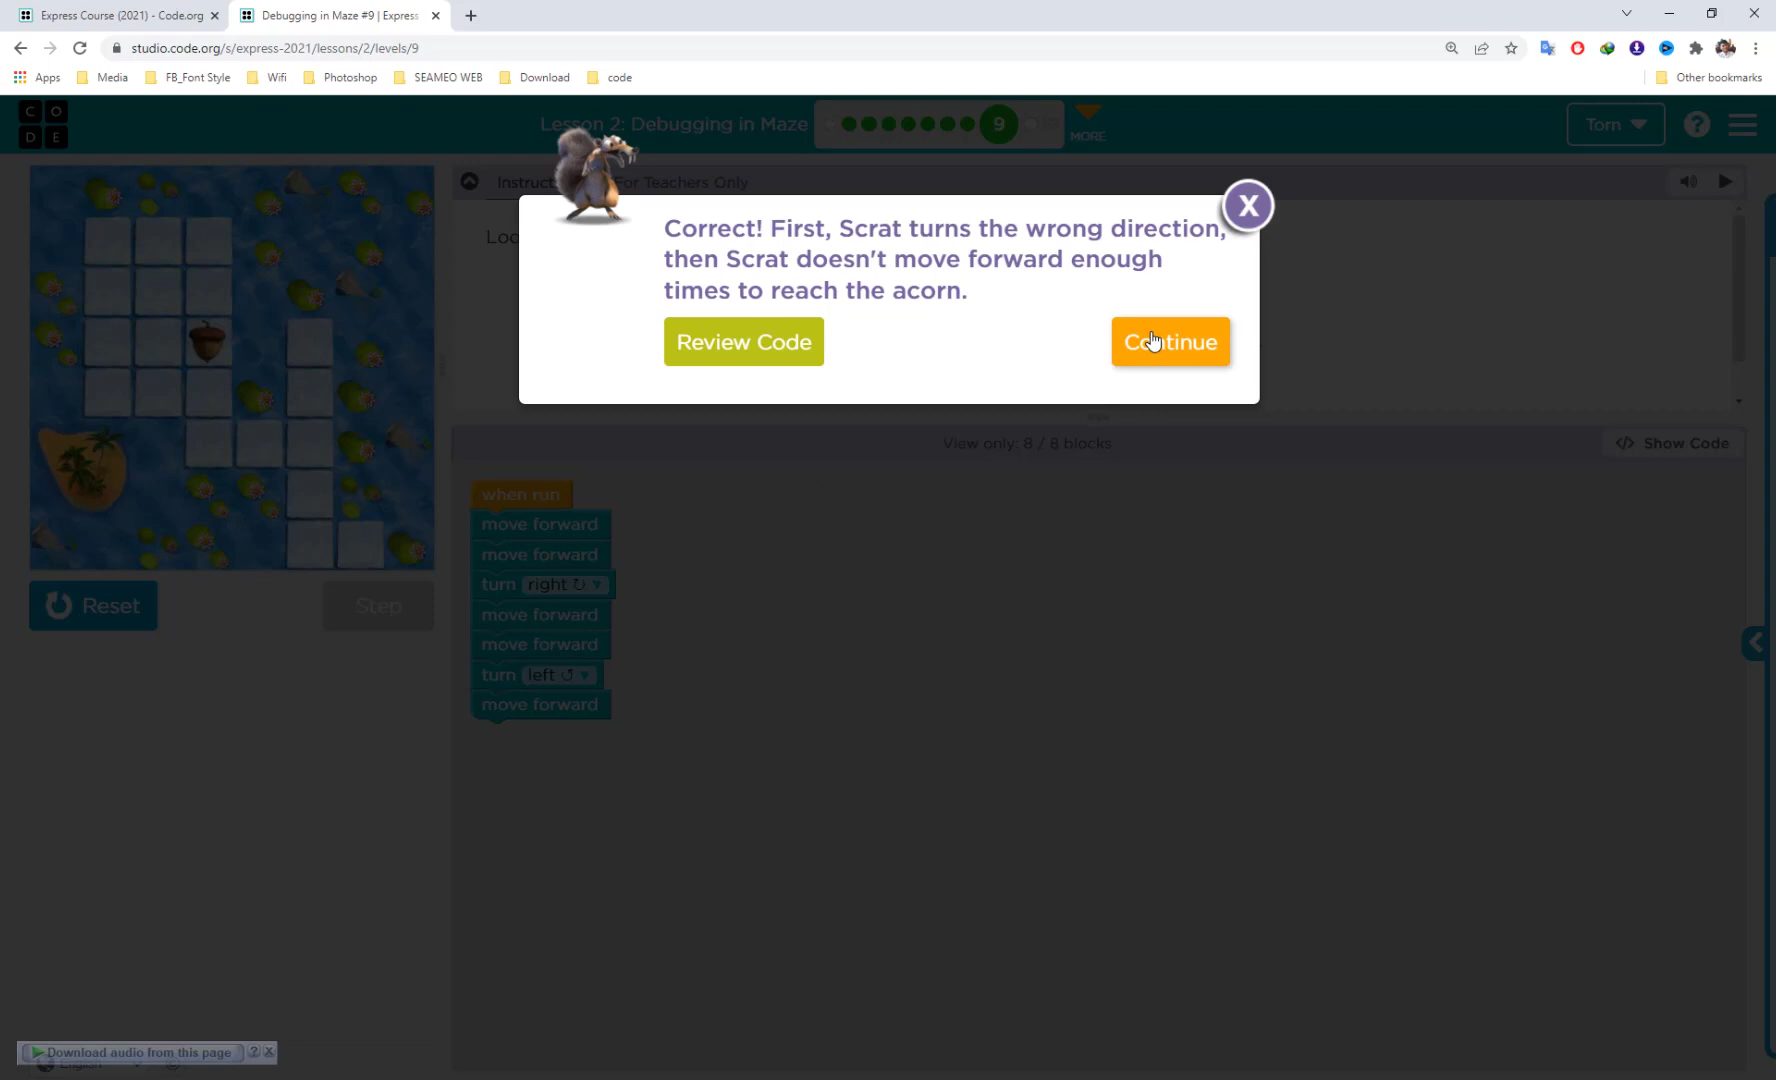 Express Course (2021) - Code.org
Debugging in Maze #9 | Express
studio.code.org/s/express-2021/lessons/2/levels/9
Apps Media FB_Font Style Wifi Photoshop SEAMEO WEB Download code Other bookmarks
C O
D E
Lesson 2: Debugging in Maze
9
MORE
Torn
?
For Teachers Only
X
Correct! First, Scrat turns the wrong direction,
then Scrat doesn't move forward enough
times to reach the acorn.
Review Code
Continue
View only: 8 / 8 blocks
</> Show Code
when run
move forward
move forward
turn right ↻ ▼
move forward
move forward
turn left ↺ ▼
move forward
Reset
Step
Download audio from this page ? x
English